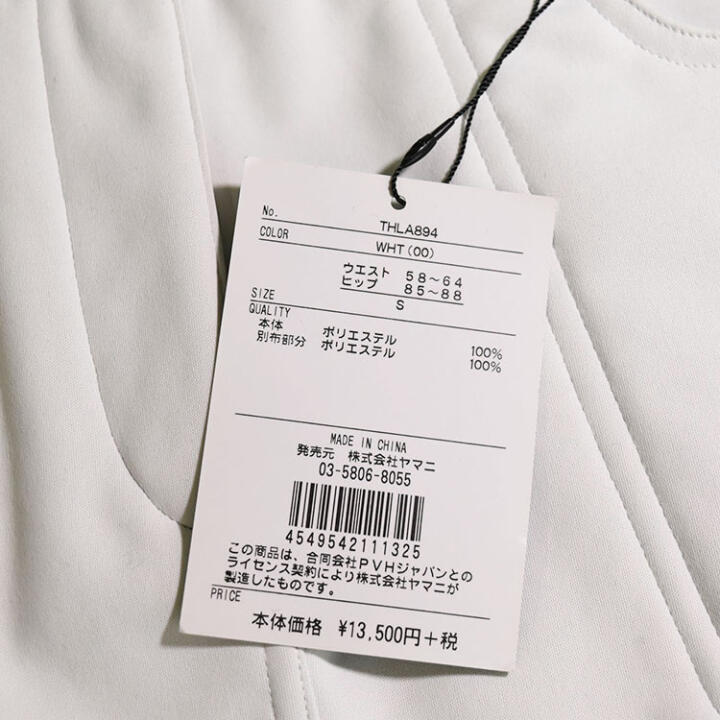 No. THLA894
COLOR WHT(00)
ウエスト 58～64
ヒップ 85～88
SIZE S
QUALITY
本体 ポリエステル 100%
別布部分 ポリエステル 100%
MADE IN CHINA
発売元 株式会社ヤマニ
03-5806-8055
4549542111325
この商品は、合同会社PVHジャパンとの
ライセンス契約により株式会社ヤマニが
製造したものです。
PRICE
本体価格 ¥13,500円+税